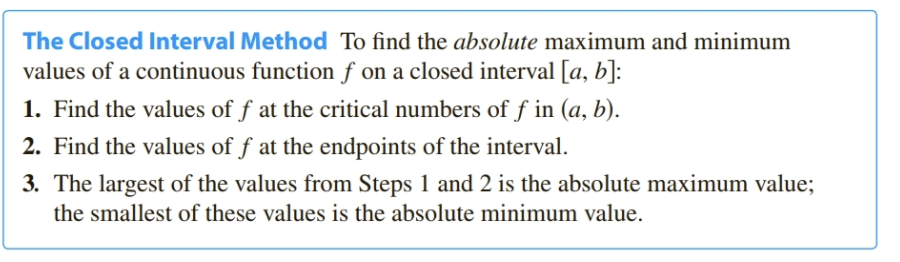 The Closed Interval Method To find the absolute maximum and minimum
values of a continuous function f on a closed interval [a, b]:
1. Find the values of f at the critical numbers of f in (a, b).
2. Find the values of f at the endpoints of the interval.
3. The largest of the values from Steps 1 and 2 is the absolute maximum value;
the smallest of these values is the absolute minimum value.